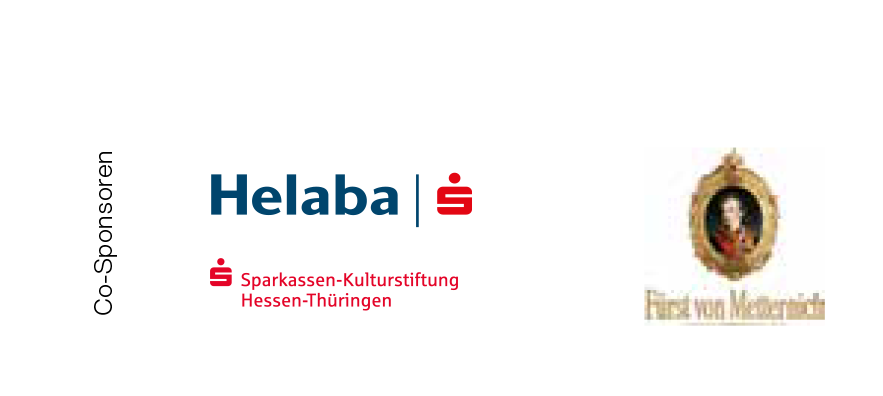 Co-Sponsoren
Helaba
Sparkassen-Kulturstiftung
Hessen-Thüringen
Fürst von Metternich